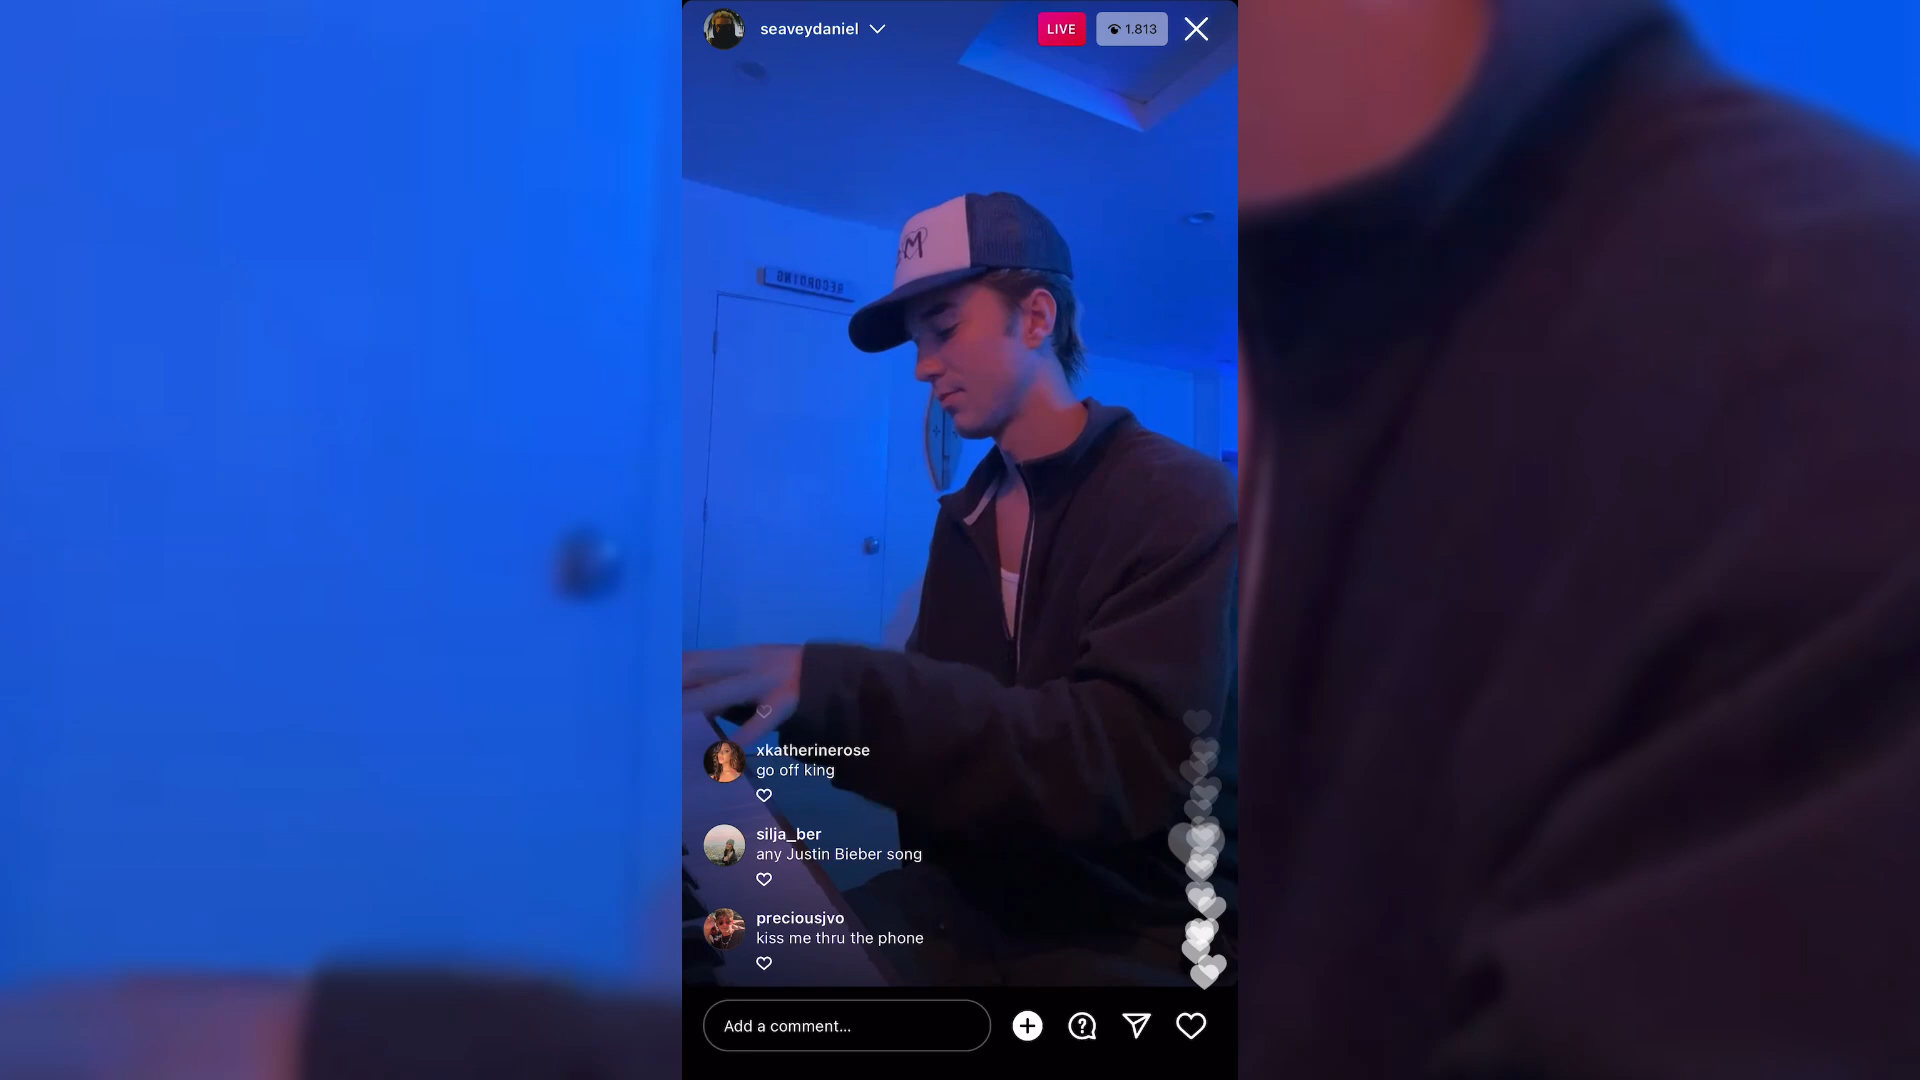 seaveydaniel
LIVE
1.813
M
RECORDING
xkatherinerose
go off king
silja_ber
any Justin Bieber song
preciousjvo
kiss me thru the phone
Add a comment...